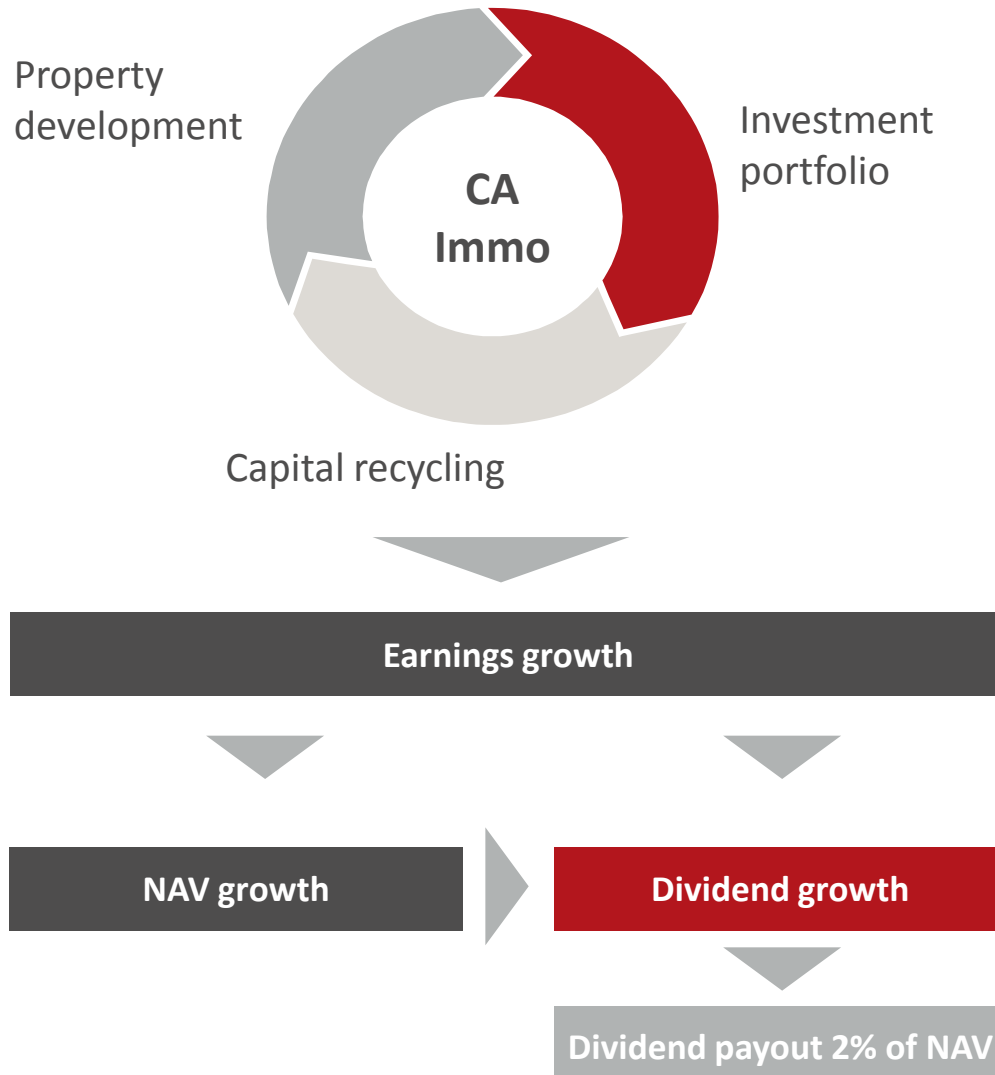 Property
development
Investment
portfolio
CA
Immo
Capital recycling
Earnings growth
NAV growth
Dividend growth
Dividend payout 2% of NAV